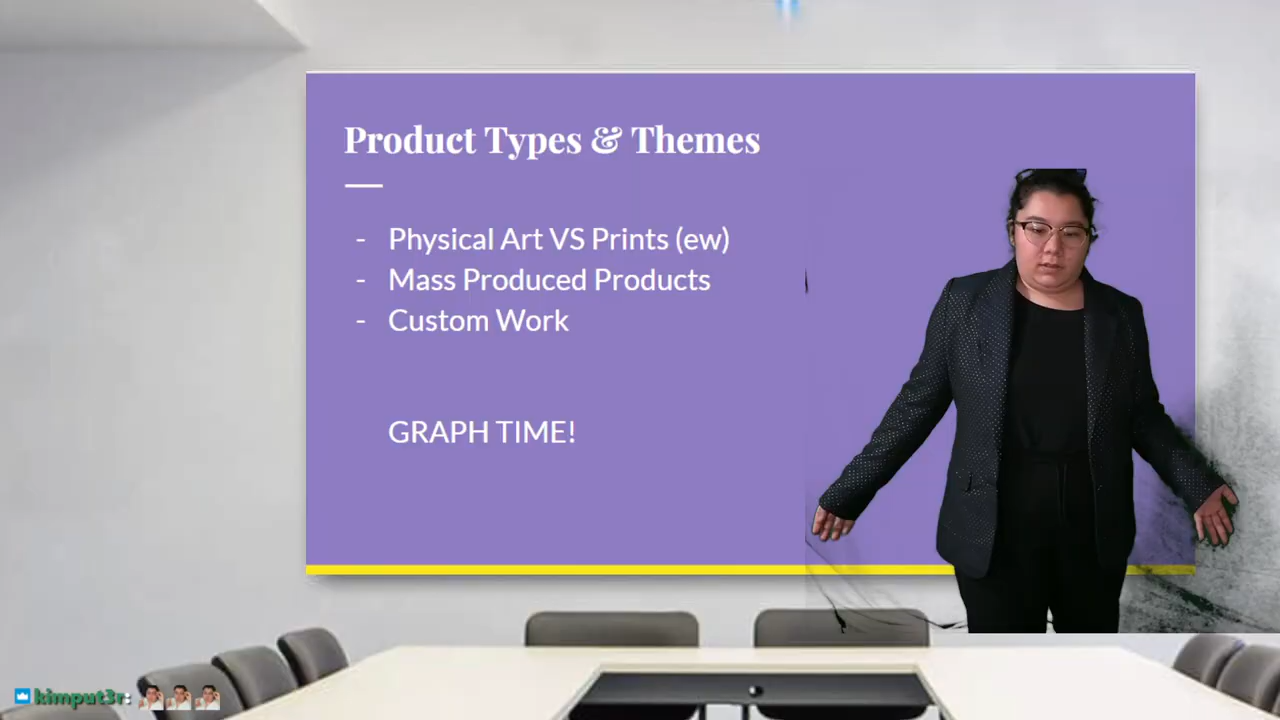 Product Types & Themes
- Physical Art VS Prints (ew)
- Mass Produced Products
- Custom Work
GRAPH TIME!
kimput3r: